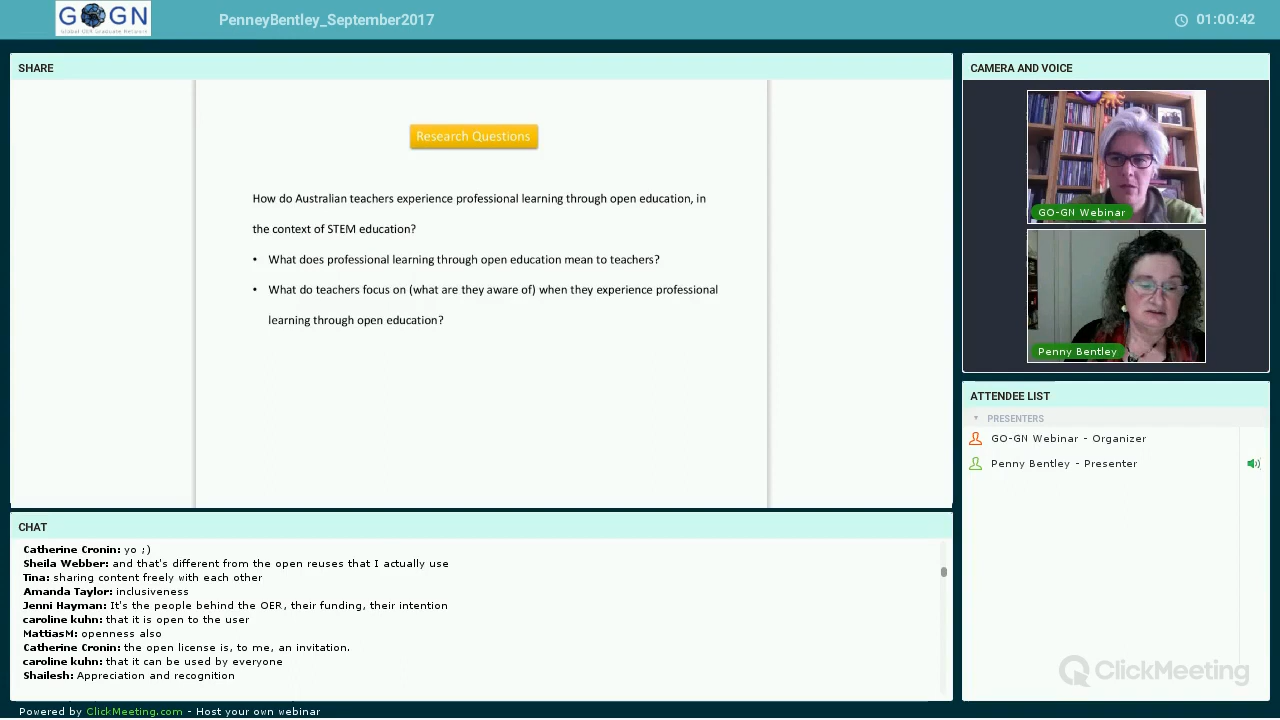 GOGN
Global OER Graduate Network
PenneyBentley_September2017
01:00:42
SHARE
Research Questions
How do Australian teachers experience professional learning through open education, in
the context of STEM education?
• What does professional learning through open education mean to teachers?
• What do teachers focus on (what are they aware of) when they experience professional
learning through open education?
CAMERA AND VOICE
GO-GN Webinar
Penny Bentley
ATTENDEE LIST
PRESENTERS
GO-GN Webinar - Organizer
Penny Bentley - Presenter
ClickMeeting
CHAT
Catherine Cronin: yo ;)
Sheila Webber: and that's different from the open reuses that I actually use
Tina: sharing content freely with each other
Amanda Taylor: inclusiveness
Jenni Hayman: It's the people behind the OER, their funding, their intention
caroline kuhn: that it is open to the user
MattiasM: openness also
Catherine Cronin: the open license is, to me, an invitation.
caroline kuhn: that it can be used by everyone
Shailesh: Appreciation and recognition
Powered by ClickMeeting.com - Host your own webinar